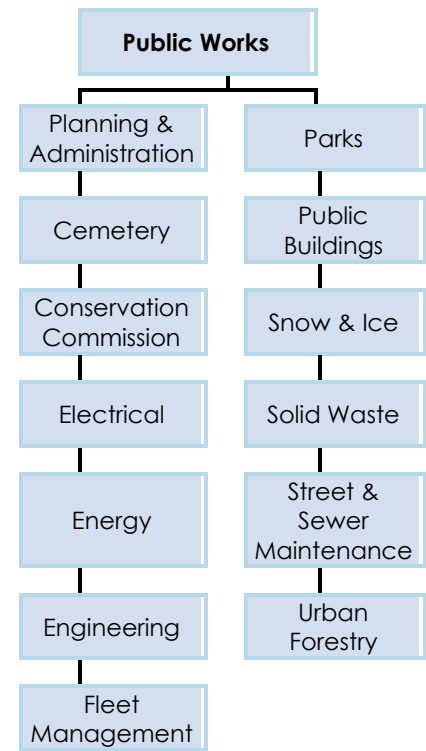 Public Works
Planning &
Administration
Cemetery
Conservation
Commission
Electrical
Energy
Engineering
Fleet
Management
Parks
Public
Buildings
Snow & Ice
Solid Waste
Street &
Sewer
Maintenance
Urban
Forestry